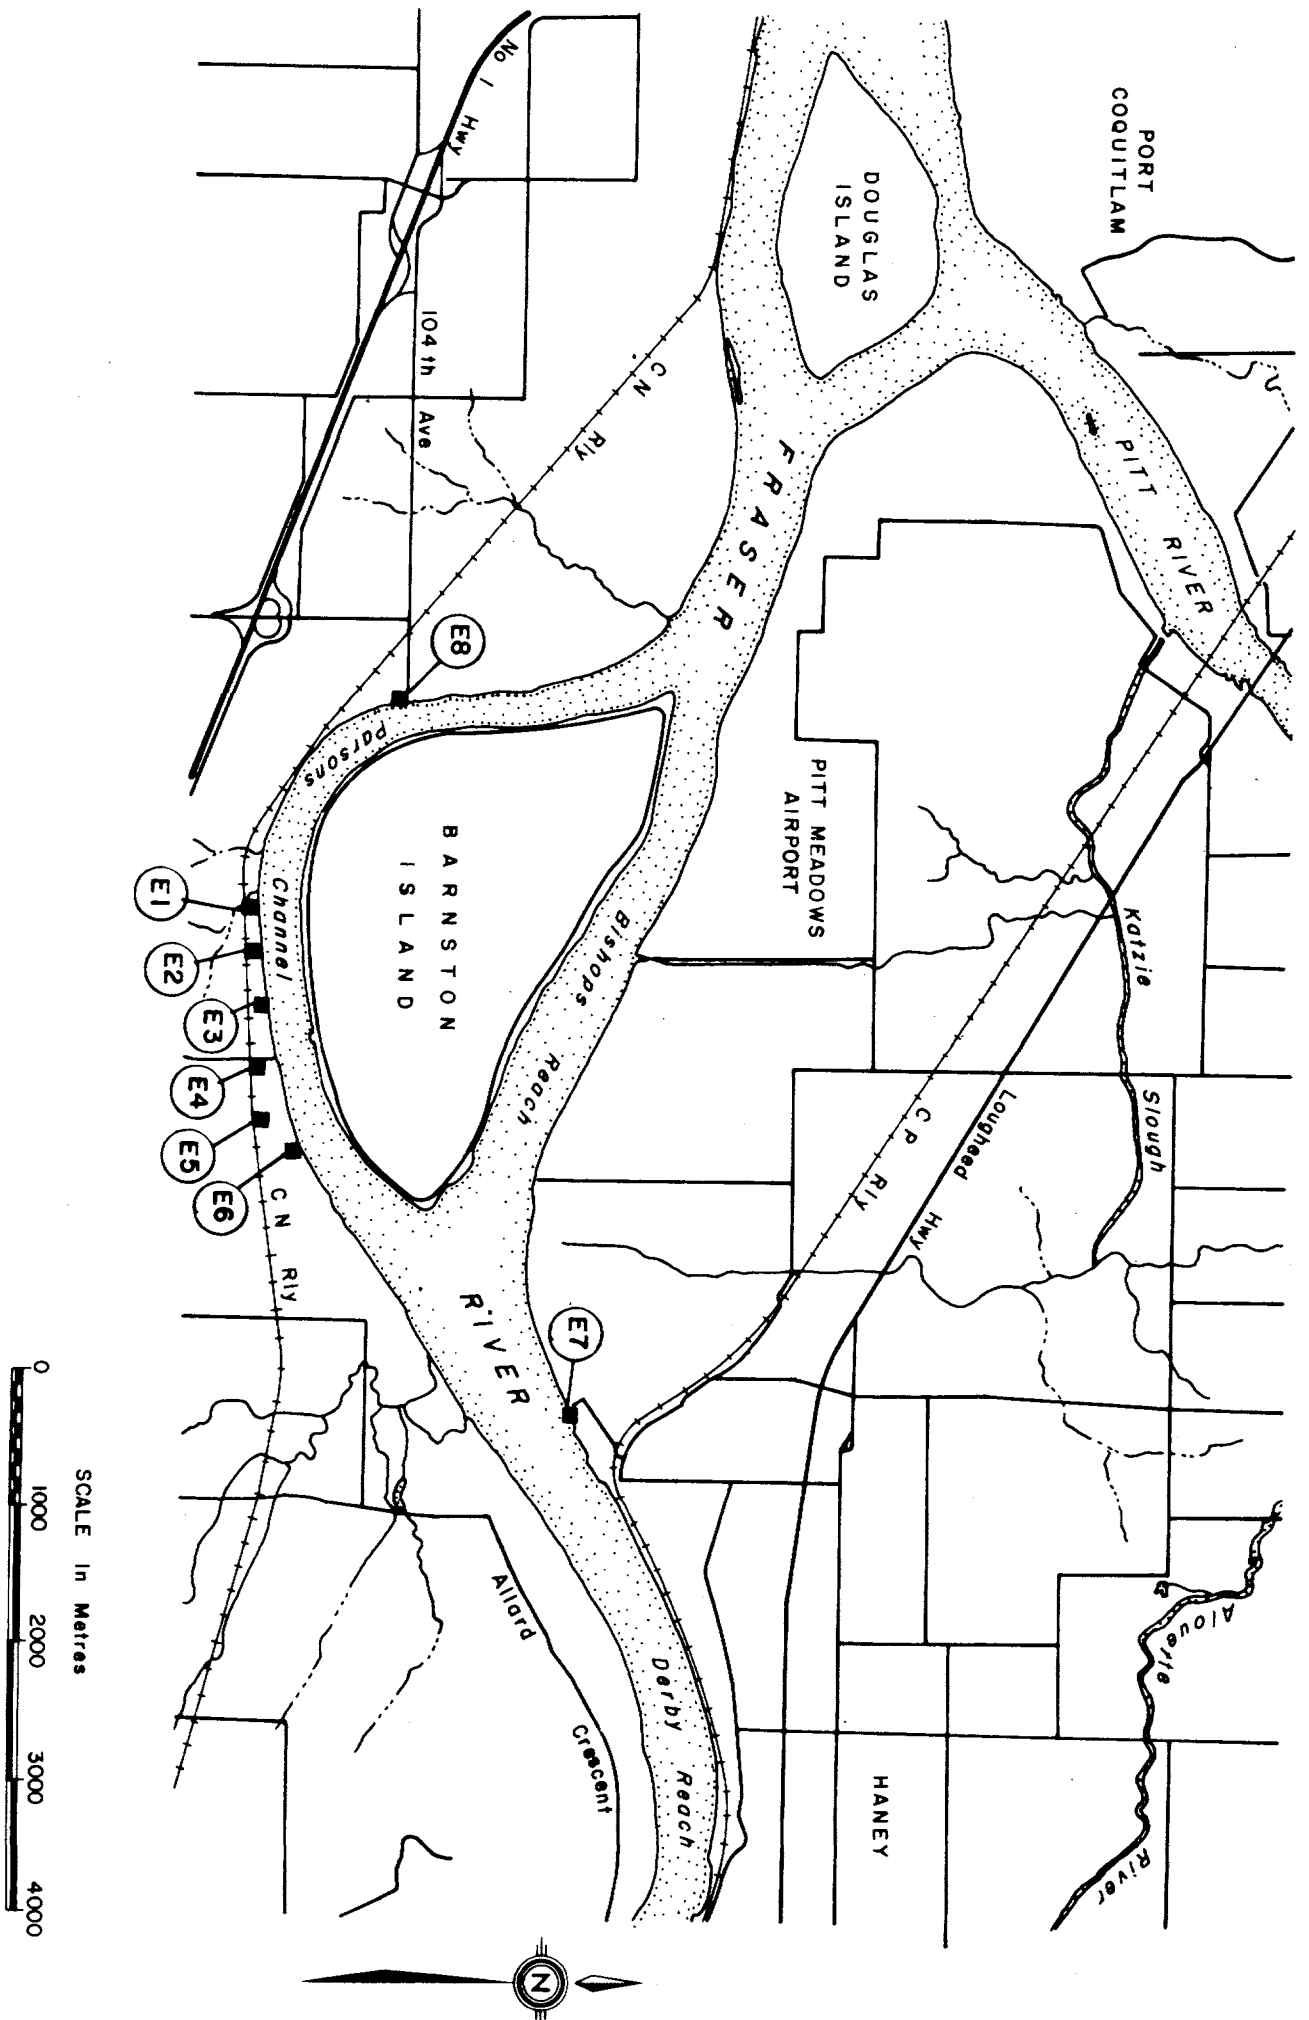 PORT
COQUITLAM
DOUGLAS
ISLAND
PITT
RIVER
No 1 Hwy
104 th Ave
C N Rly
FRASER
PITT MEADOWS
AIRPORT
Katzie
Slough
Lougheed
Hwy
C P Rly
E8
Parsons
Channel
BARNSTON
ISLAND
Bishops
Reach
E1
E2
E3
E4
E5
E6
C N Rly
RIVER
E7
Alouette
River
HANEY
Derby
Reach
Allard
Crescent
0 1000 2000 3000 4000
SCALE In Metres
N